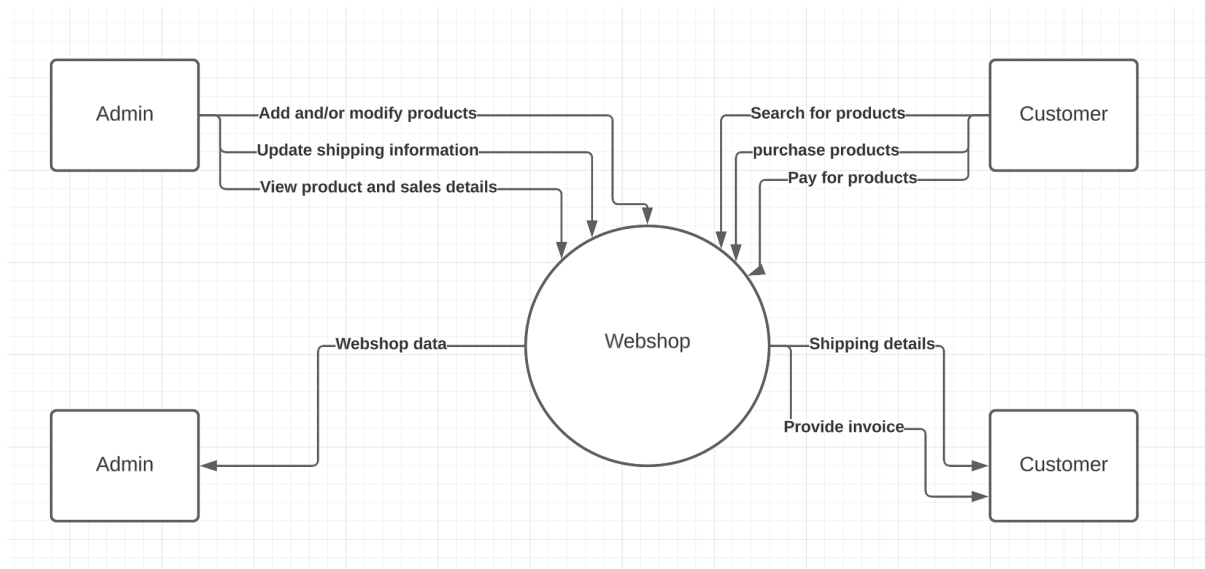 Admin
Add and/or modify products
Update shipping information
View product and sales details
Search for products
purchase products
Pay for products
Customer
Webshop
Webshop data
Shipping details
Provide invoice
Admin
Customer